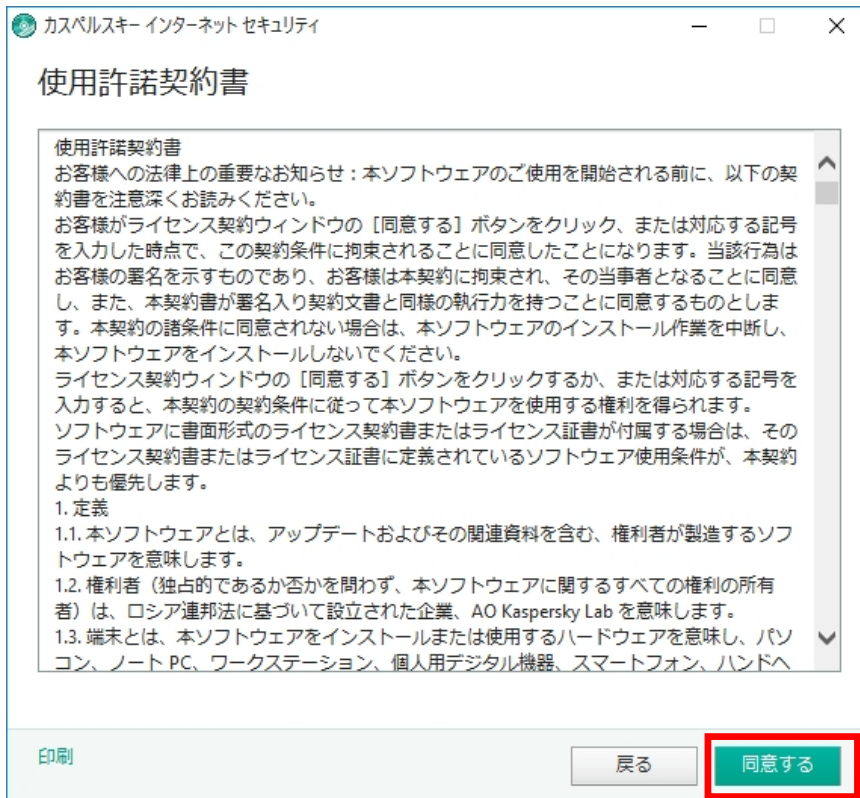 カスペルスキー インターネット セキュリティ
使用許諾契約書
使用許諾契約書
お客様への法律上の重要なお知らせ：本ソフトウェアのご使用を開始される前に、以下の契
約書を注意深くお読みください。
お客様がライセンス契約ウィンドウの［同意する］ボタンをクリック、または対応する記号
を入力した時点で、この契約条件に拘束されることに同意したことになります。当該行為は
お客様の署名を示すものであり、お客様は本契約に拘束され、その当事者となることに同意
し、また、本契約書が署名入り契約文書と同様の執行力を持つことに同意するものとしま
す。本契約の諸条件に同意されない場合は、本ソフトウェアのインストール作業を中断し、
本ソフトウェアをインストールしないでください。
ライセンス契約ウィンドウの［同意する］ボタンをクリックするか、または対応する記号を
入力すると、本契約の契約条件に従って本ソフトウェアを使用する権利を得られます。
ソフトウェアに書面形式のライセンス契約書またはライセンス証書が付属する場合は、その
ライセンス契約書またはライセンス証書に定義されているソフトウェア使用条件が、本契約
よりも優先します。
1. 定義
1.1. 本ソフトウェアとは、アップデートおよびその関連資料を含む、権利者が製造するソフ
トウェアを意味します。
1.2. 権利者（独占的であるか否かを問わず、本ソフトウェアに関するすべての権利の所有
者）は、ロシア連邦法に基づいて設立された企業、AO Kaspersky Lab を意味します。
1.3. 端末とは、本ソフトウェアをインストールまたは使用するハードウェアを意味し、パソ
コン、ノート PC、ワークステーション、個人用デジタル機器、スマートフォン、ハンドヘ
印刷
戻る
同意する